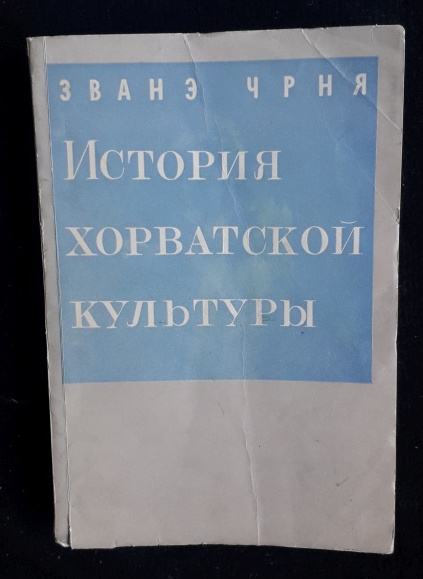 ЗВАНЭ ЧРНЯ
История
хорватской
культуры